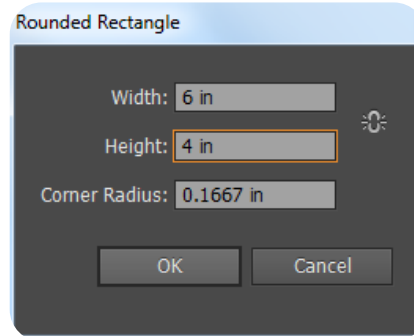 Rounded Rectangle
Width: 6 in
Height: 4 in
Corner Radius: 0.1667 in
OK Cancel